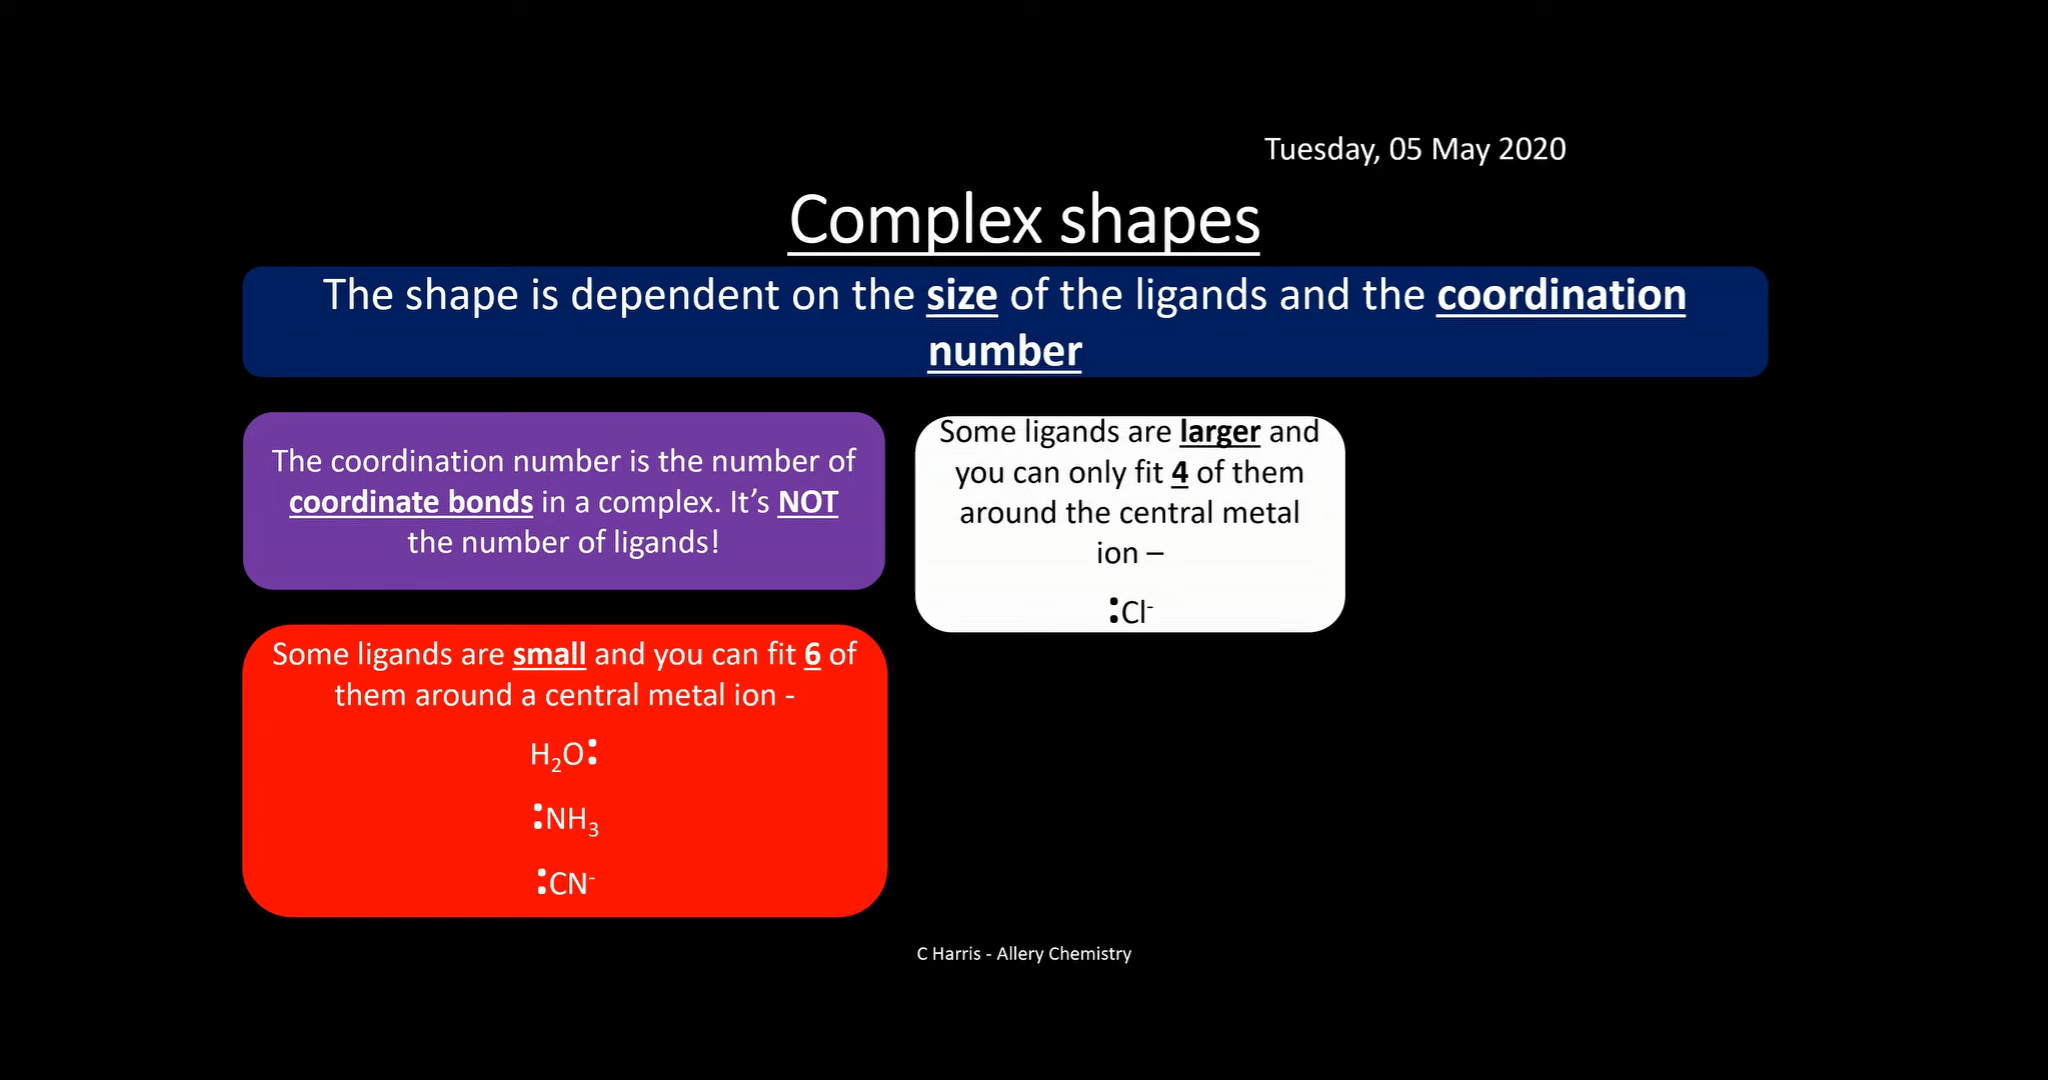 Tuesday, 05 May 2020
Complex shapes
The shape is dependent on the size of the ligands and the coordination
number
The coordination number is the number of
coordinate bonds in a complex. It’s NOT
the number of ligands!
Some ligands are small and you can fit 6 of
them around a central metal ion -
H₂O:
:NH₃
:CN⁻
Some ligands are larger and
you can only fit 4 of them
around the central metal
ion –
:Cl⁻
C Harris - Allery Chemistry